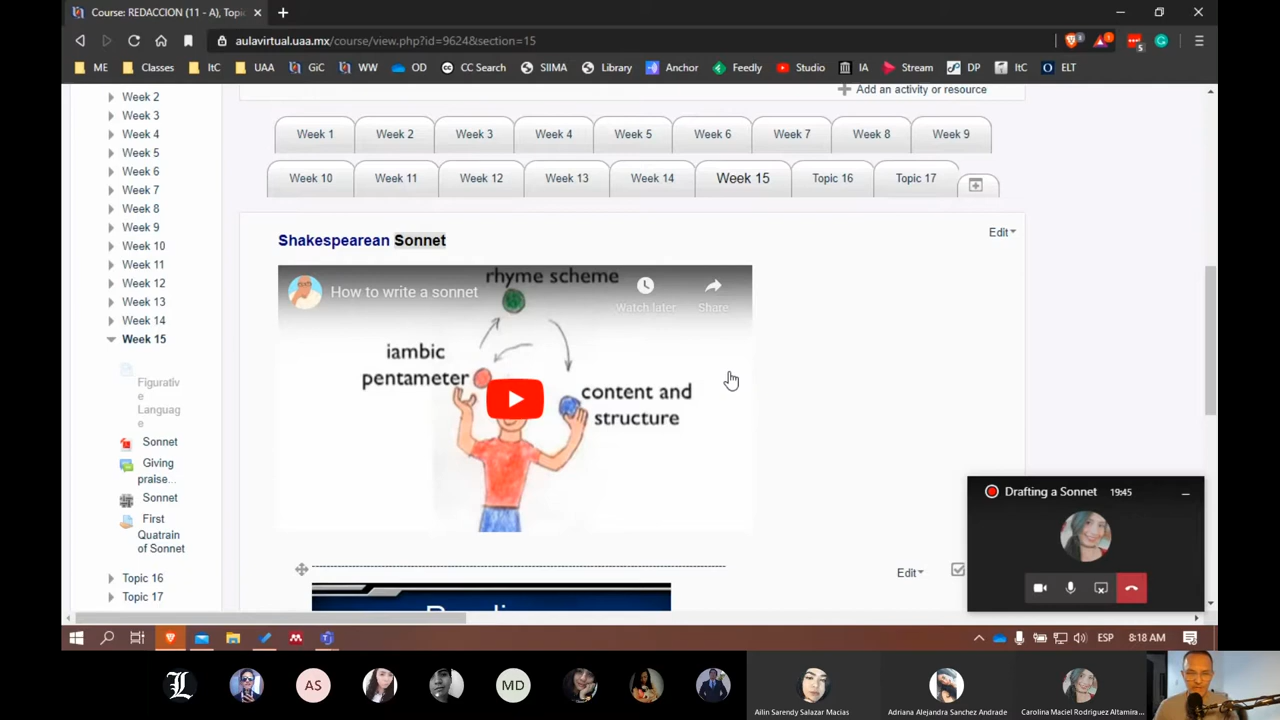 Course: REDACCION (11 - A), Topic
aulavirtual.uaa.mx/course/view.php?id=9624&section=15
3
1
5
ME
Classes
ItC
UAA
GiC
WW
OD
CC Search
SIIMA
Library
Anchor
Feedly
Studio
IA
Stream
DP
ItC
ELT
Add an activity or resource
Week 1
Week 2
Week 3
Week 4
Week 5
Week 6
Week 7
Week 8
Week 9
Week 10
Week 11
Week 12
Week 13
Week 14
Week 15
Topic 16
Topic 17
Week 2
Week 3
Week 4
Week 5
Week 6
Week 7
Week 8
Week 9
Week 10
Week 11
Week 12
Week 13
Week 14
Week 15
Figurativ
e
Languag
e
Sonnet
Giving
praise...
Sonnet
First
Quatrain
of Sonnet
Topic 16
Topic 17
Shakespearean Sonnet
Edit
How to write a sonnet
Watch later
Share
rhyme scheme
iambic
pentameter
content and
structure
Edit
Drafting a Sonnet 19:45
ESP
8:18 AM
L
AS
MD
Ailin Sarendy Salazar Macias
Adriana Alejandra Sanchez Andrade
Carolina Maciel Rodriguez Altamira...